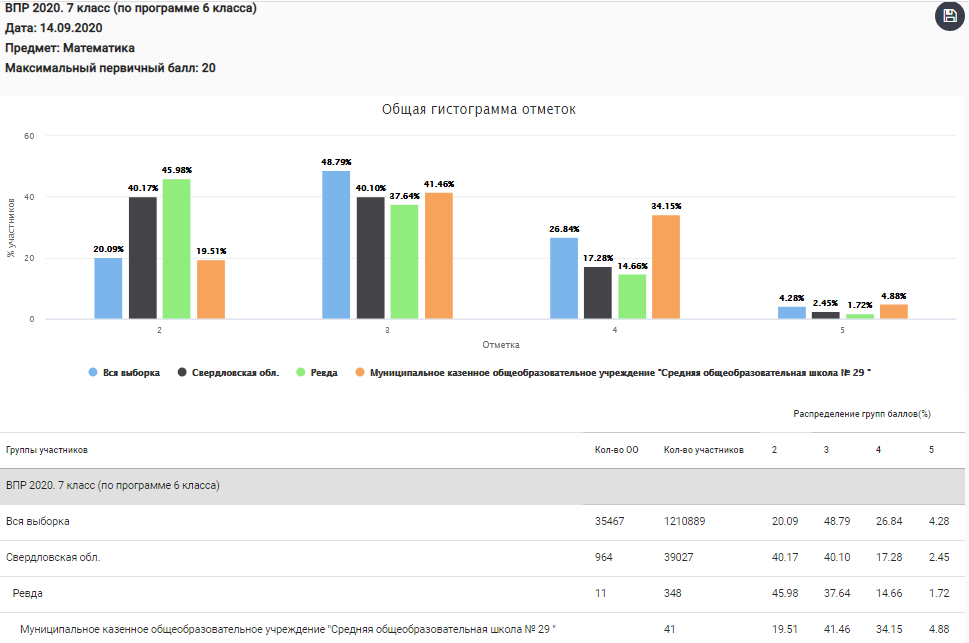 ВПР 2020. 7 класс (по программе 6 класса)
Дата: 14.09.2020
Предмет: Математика
Максимальный первичный балл: 20
Общая гистограмма отметок
% участников
60
40
20
0
20.09% 40.17% 45.98% 19.51%
48.79% 40.10% 37.64% 41.46%
26.84% 17.28% 14.66% 34.15%
4.28% 2.45% 1.72% 4.88%
2 3 4 5
Отметка
Вся выборка Свердловская обл. Ревда Муниципальное казенное общеобразовательное учреждение "Средняя общеобразовательная школа № 29 "
Распределение групп баллов(%)
Группы участников Кол-во ОО Кол-во участников 2 3 4 5
ВПР 2020. 7 класс (по программе 6 класса)
Вся выборка 35467 1210889 20.09 48.79 26.84 4.28
Свердловская обл. 964 39027 40.17 40.10 17.28 2.45
Ревда 11 348 45.98 37.64 14.66 1.72
Муниципальное казенное общеобразовательное учреждение "Средняя общеобразовательная школа № 29 " 41 19.51 41.46 34.15 4.88